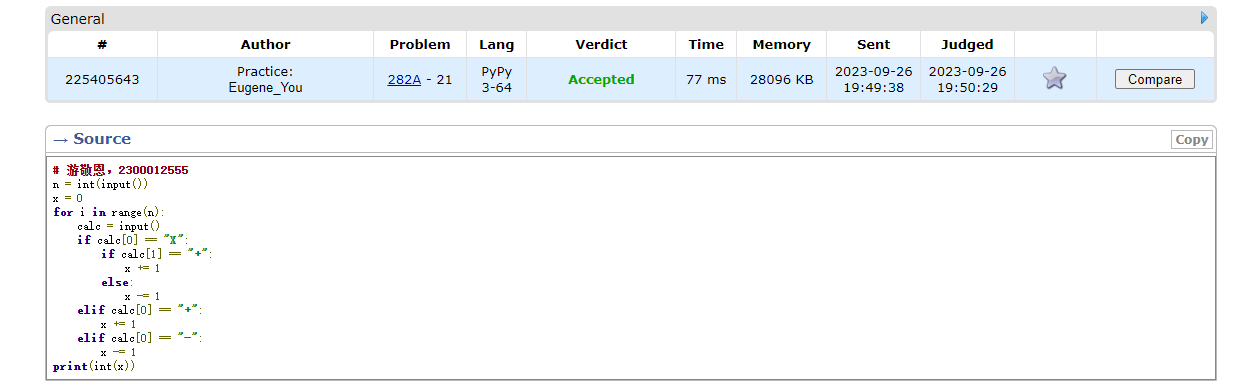 General
# Author Problem Lang Verdict Time Memory Sent Judged
225405643 Practice: Eugene_You 282A - 21 PyPy 3-64 Accepted 77 ms 28096 KB 2023-09-26 19:49:38 2023-09-26 19:50:29 Compare
→ Source Copy
# 游敬恩，2300012555
n = int(input())
x = 0
for i in range(n):
    calc = input()
    if calc[0] == "X":
        if calc[1] == "+":
            x += 1
        else:
            x -= 1
    elif calc[0] == "+":
        x += 1
    elif calc[0] == "-":
        x -= 1
print(int(x))